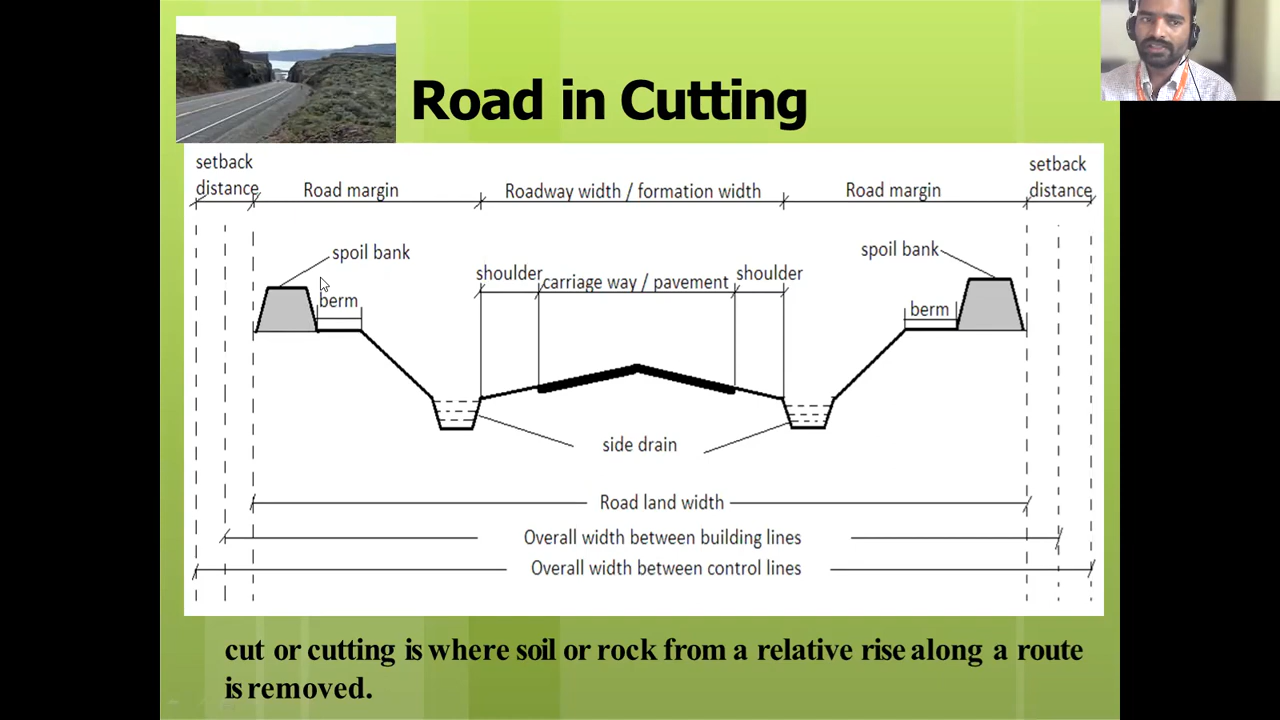 Road in Cutting
setback
distance
Road margin
Roadway width / formation width
Road margin
setback
distance
spoil bank
spoil bank
shoulder
carriage way / pavement
shoulder
berm
berm
side drain
Road land width
Overall width between building lines
Overall width between control lines
cut or cutting is where soil or rock from a relative rise along a route
is removed.